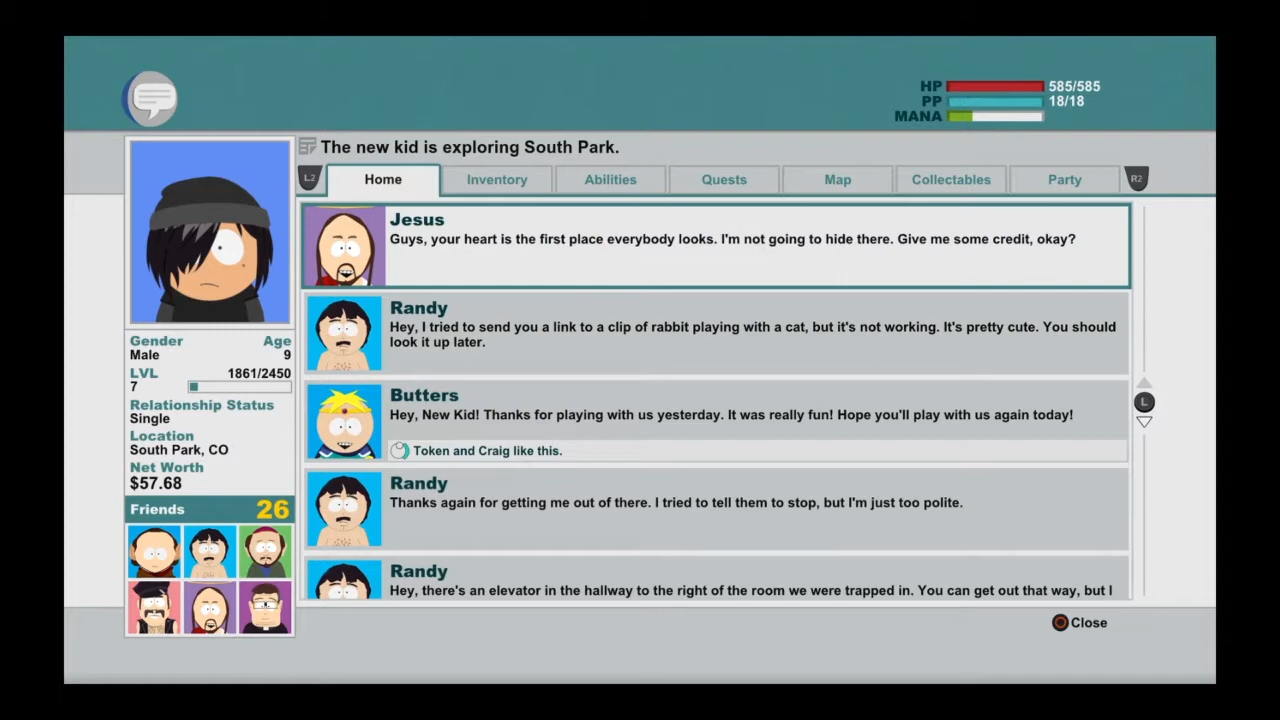 HP 585/585
PP 18/18
MANA
The new kid is exploring South Park.
L2 Home Inventory Abilities Quests Map Collectables Party R2
Gender Age
Male 9
LVL 1861/2450
7
Relationship Status
Single
Location
South Park, CO
Net Worth
$57.68
Friends 26
Jesus
Guys, your heart is the first place everybody looks. I'm not going to hide there. Give me some credit, okay?
Randy
Hey, I tried to send you a link to a clip of rabbit playing with a cat, but it's not working. It's pretty cute. You should
look it up later.
Butters
Hey, New Kid! Thanks for playing with us yesterday. It was really fun! Hope you'll play with us again today!
Token and Craig like this.
Randy
Thanks again for getting me out of there. I tried to tell them to stop, but I'm just too polite.
Randy
Hey, there's an elevator in the hallway to the right of the room we were trapped in. You can get out that way, but I
L
Close